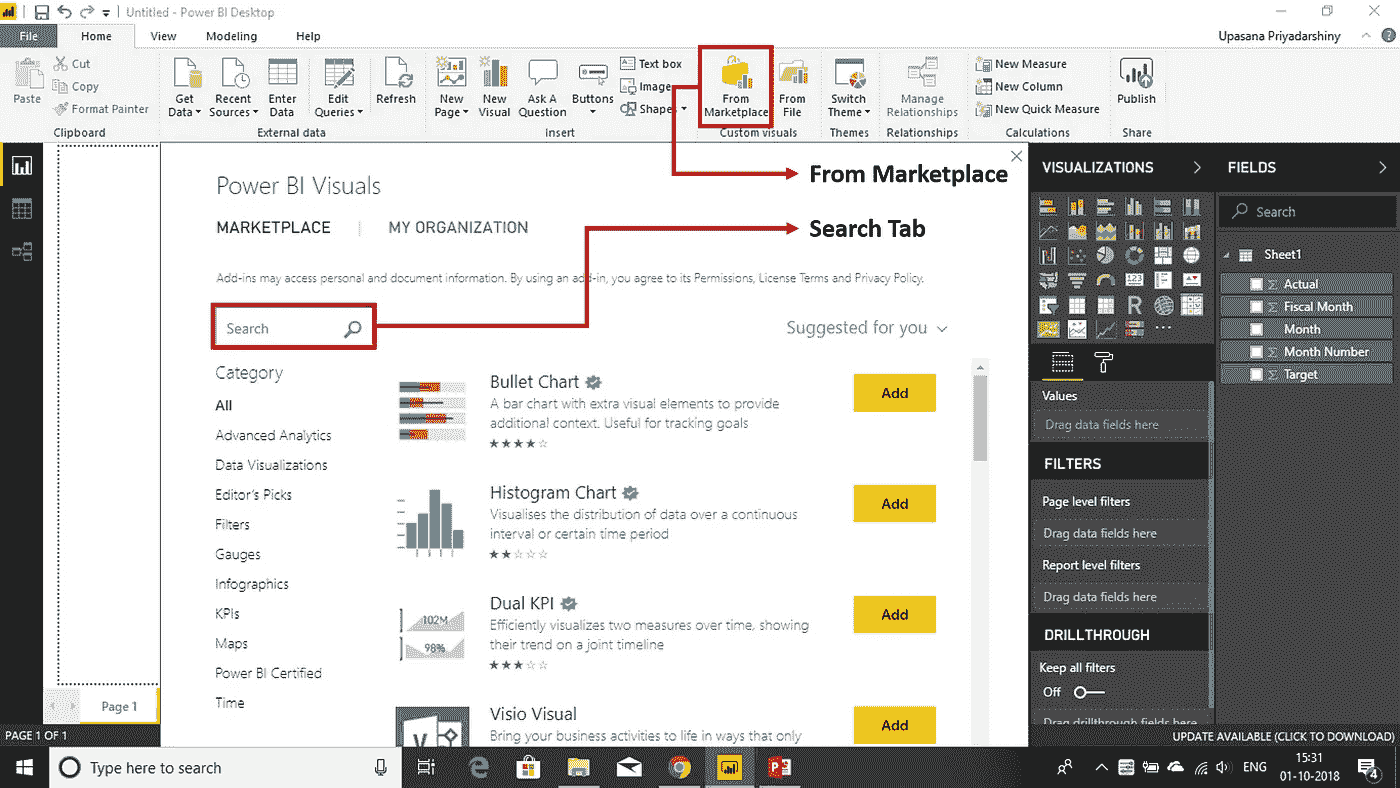 Untitled - Power BI Desktop
File
Home
View
Modeling
Help
Upasana Priyadarshiny
Paste
Cut
Copy
Format Painter
Clipboard
Get
Data
Recent
Sources
Enter
Data
Edit
Queries
Refresh
External data
New
Page
New
Visual
Ask A
Question
Buttons
Text box
Image
Shapes
Insert
From
Marketplace
From
File
Custom visuals
Switch
Theme
Themes
Manage
Relationships
Relationships
New Measure
New Column
New Quick Measure
Calculations
Publish
Share
Power BI Visuals
From Marketplace
MARKETPLACE | MY ORGANIZATION
Search Tab
Add-ins may access personal and document information. By using an add-in, you agree to its Permissions, License Terms and Privacy Policy.
Search
Suggested for you
Category
All
Advanced Analytics
Data Visualizations
Editor's Picks
Filters
Gauges
Infographics
KPIs
Maps
Power BI Certified
Time
Bullet Chart
A bar chart with extra visual elements to provide
additional context. Useful for tracking goals
Add
Histogram Chart
Visualises the distribution of data over a continuous
interval or certain time period
Add
102M
98%
Dual KPI
Efficiently visualizes two measures over time, showing
their trend on a joint timeline
Add
Visio Visual
Bring your business activities to life in ways that only
Add
VISUALIZATIONS
123
R
Values
Drag data fields here
FILTERS
Page level filters
Drag data fields here
Report level filters
Drag data fields here
DRILLTHROUGH
Keep all filters
Off
Drag drillthrough fields here
FIELDS
Search
Sheet1
Σ Actual
Σ Fiscal Month
Month
Σ Month Number
Σ Target
Page 1
PAGE 1 OF 1
UPDATE AVAILABLE (CLICK TO DOWNLOAD)
Type here to search
ENG
15:31
01-10-2018
4